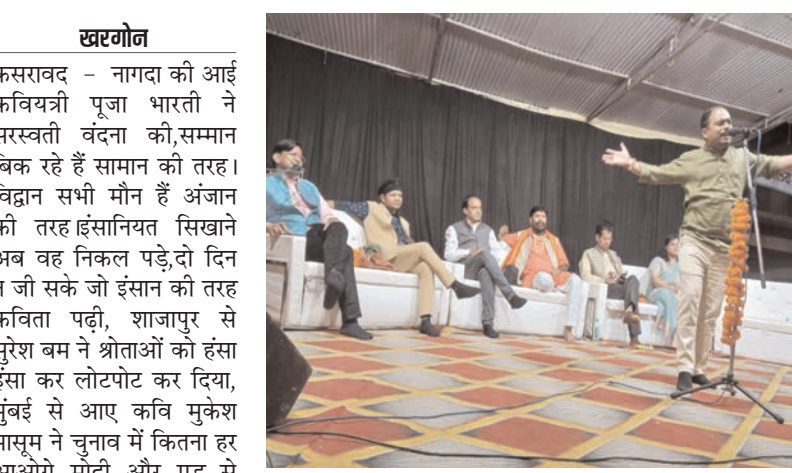 खरगोन
कसरावद – नागदा की आई
कवियत्री पूजा भारती ने
सरस्वती वंदना की,सम्मान
बिक रहे हैं सामान की तरह।
विद्वान सभी मौन हैं अंजान
की तरह।इंसानियत सिखाने
अब वह निकल पड़े,दो दिन
न जी सके जो इंसान की तरह
कविता पढ़ी, शाजापुर से
सुरेश बम ने श्रोताओं को हंसा
हंसा कर लोटपोट कर दिया,
मुंबई से आए कवि मुकेश
मासूम ने चुनाव में कितना हर